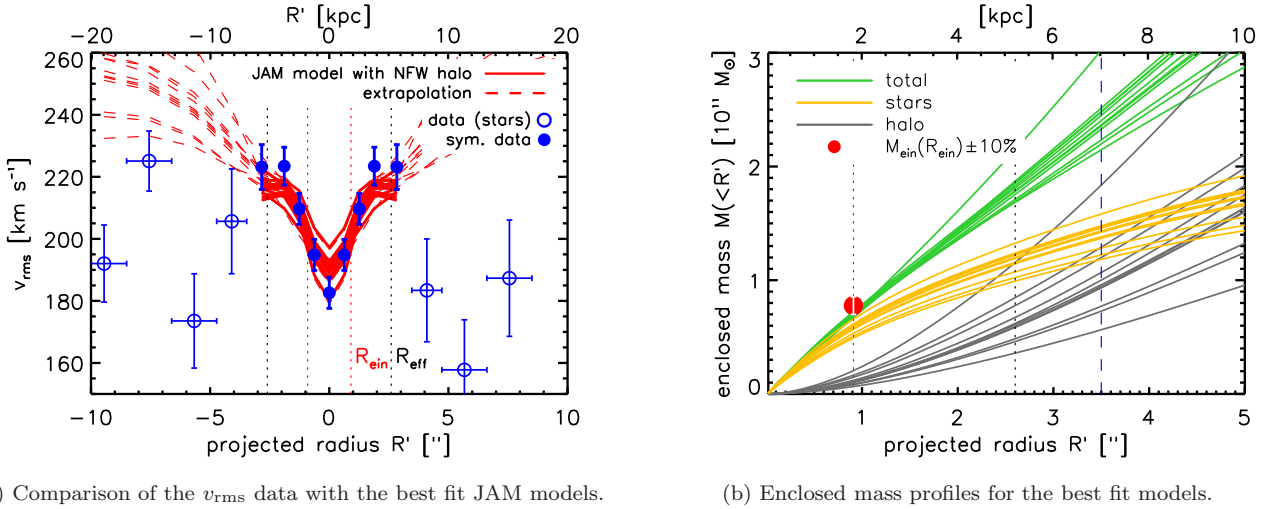 R' [kpc]
-20 -10 0 10 20
260
240
220
200
180
160
v_rms [km s^-1]
JAM model with NFW halo
extrapolation
data (stars)
sym. data
R_ein R_eff
-10 -5 0 5 10
projected radius R' ["]
) Comparison of the v_rms data with the best fit JAM models.
[kpc]
2 4 6 8 10
3
2
1
0
enclosed mass M(<R') [10^11 M_⊙]
total
stars
halo
M_ein(R_ein)±10%
1 2 3 4 5
projected radius R' ["]
(b) Enclosed mass profiles for the best fit models.